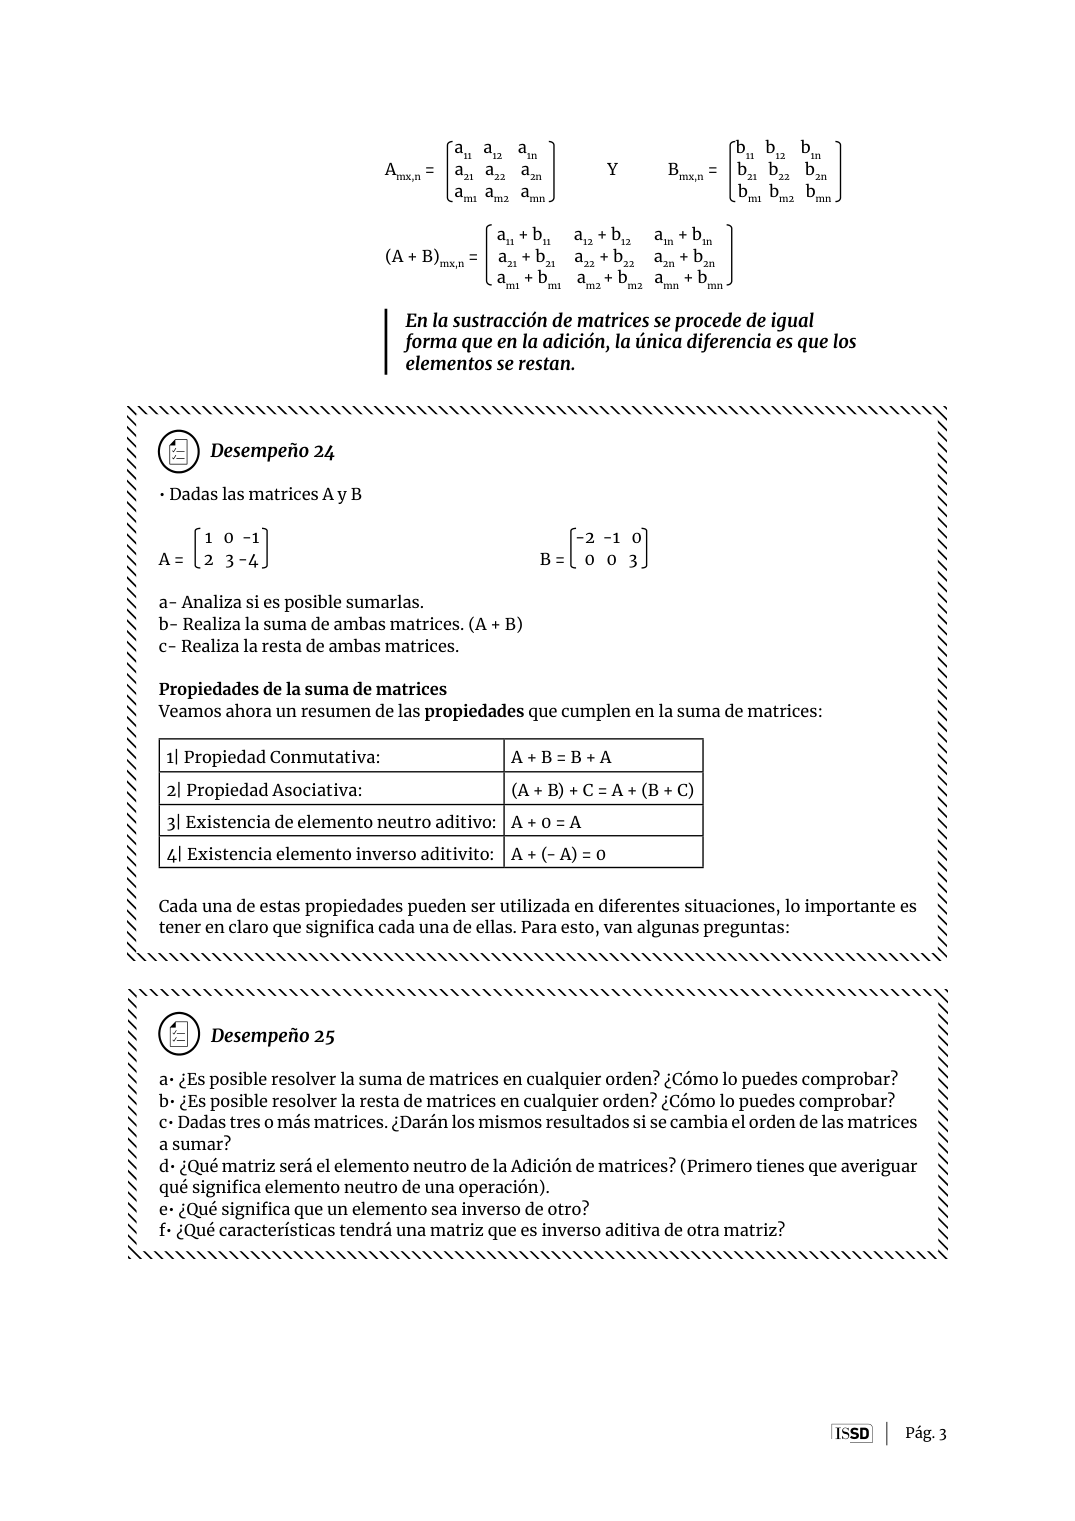 Amx,n = a11 a12 a1n Y Bmx,n = b11 b12 b1n
a21 a22 a2n b21 b22 b2n
am1 am2 amn bm1 bm2 bmn
(A + B)mx,n = a11 + b11 a12 + b12 a1n + b1n
a21 + b21 a22 + b22 a2n + b2n
am1 + bm1 am2 + bm2 amn + bmn
En la sustracción de matrices se procede de igual
forma que en la adición, la única diferencia es que los
elementos se restan.
Desempeño 24
• Dadas las matrices A y B
A = 1 0 -1 B = -2 -1 0
2 3 -4 0 0 3
a- Analiza si es posible sumarlas.
b- Realiza la suma de ambas matrices. (A + B)
c- Realiza la resta de ambas matrices.
Propiedades de la suma de matrices
Veamos ahora un resumen de las propiedades que cumplen en la suma de matrices:
1| Propiedad Conmutativa: A + B = B + A
2| Propiedad Asociativa: (A + B) + C = A + (B + C)
3| Existencia de elemento neutro aditivo: A + 0 = A
4| Existencia elemento inverso aditivito: A + (- A) = 0
Cada una de estas propiedades pueden ser utilizada en diferentes situaciones, lo importante es
tener en claro que significa cada una de ellas. Para esto, van algunas preguntas:
Desempeño 25
a• ¿Es posible resolver la suma de matrices en cualquier orden? ¿Cómo lo puedes comprobar?
b• ¿Es posible resolver la resta de matrices en cualquier orden? ¿Cómo lo puedes comprobar?
c• Dadas tres o más matrices. ¿Darán los mismos resultados si se cambia el orden de las matrices
a sumar?
d• ¿Qué matriz será el elemento neutro de la Adición de matrices? (Primero tienes que averiguar
qué significa elemento neutro de una operación).
e• ¿Qué significa que un elemento sea inverso de otro?
f• ¿Qué características tendrá una matriz que es inverso aditiva de otra matriz?
ISSD Pág. 3